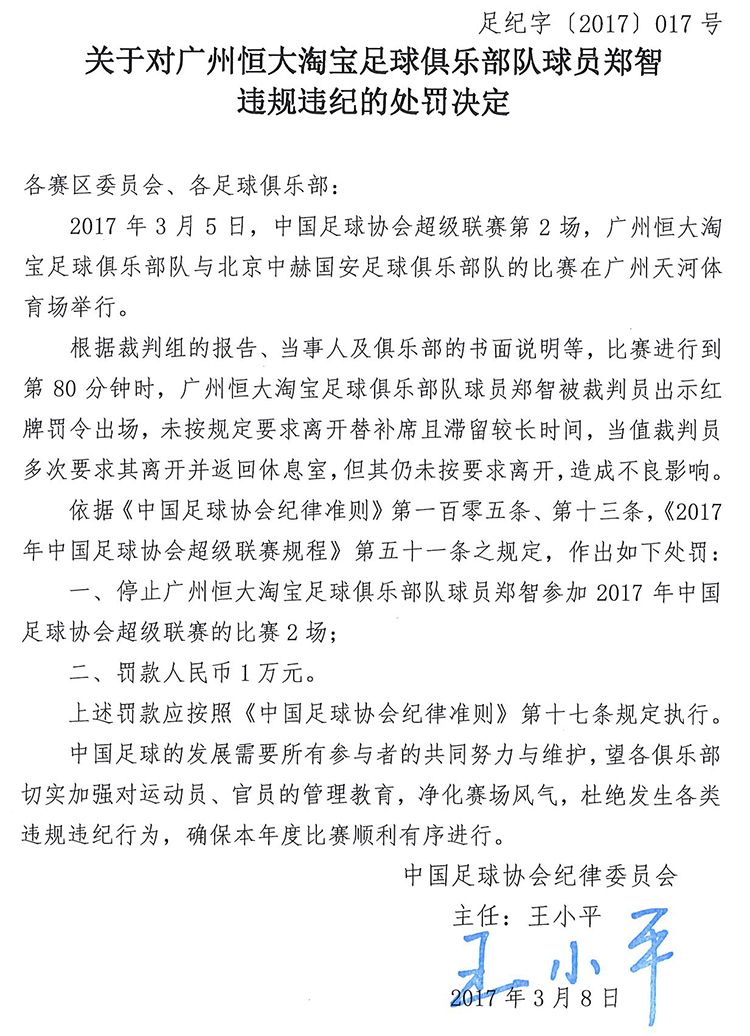 足纪字〔2017〕017 号
关于对广州恒大淘宝足球俱乐部队球员郑智
违规违纪的处罚决定
各赛区委员会、各足球俱乐部：
2017 年 3 月 5 日，中国足球协会超级联赛第 2 场，广州恒大淘
宝足球俱乐部队与北京中赫国安足球俱乐部队的比赛在广州天河体
育场举行。
根据裁判组的报告、当事人及俱乐部的书面说明等，比赛进行到
第 80 分钟时，广州恒大淘宝足球俱乐部队球员郑智被裁判员出示红
牌罚令出场，未按规定要求离开替补席且滞留较长时间，当值裁判员
多次要求其离开并返回休息室，但其仍未按要求离开，造成不良影响。
依据《中国足球协会纪律准则》第一百零五条、第十三条，《2017
年中国足球协会超级联赛规程》第五十一条之规定，作出如下处罚：
一、停止广州恒大淘宝足球俱乐部队球员郑智参加 2017 年中国
足球协会超级联赛的比赛 2 场；
二、罚款人民币 1 万元。
上述罚款应按照《中国足球协会纪律准则》第十七条规定执行。
中国足球的发展需要所有参与者的共同努力与维护，望各俱乐部
切实加强对运动员、官员的管理教育，净化赛场风气，杜绝发生各类
违规违纪行为，确保本年度比赛顺利有序进行。
中国足球协会纪律委员会
主任：王小平
王小平
2017 年 3 月 8 日